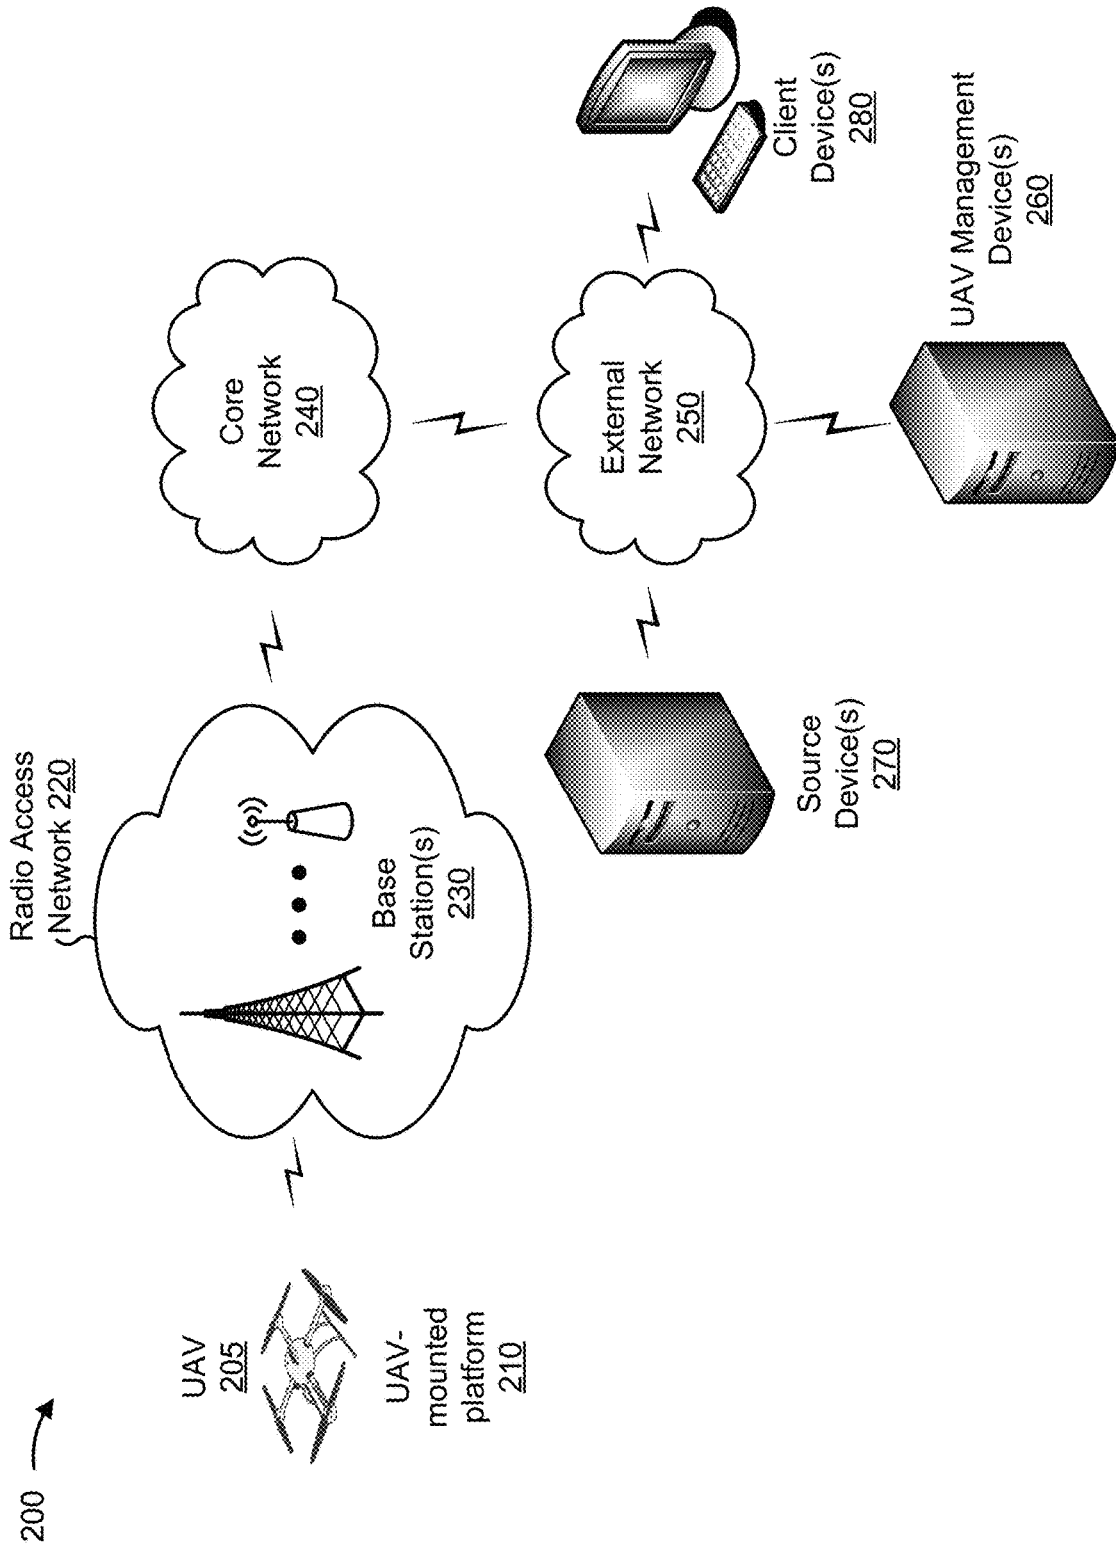 200
UAV
205
UAV-
mounted
platform
210
Radio Access
Network 220
Base
Station(s)
230
Core
Network
240
External
Network
250
Source
Device(s)
270
Client
Device(s)
280
UAV Management
Device(s)
260